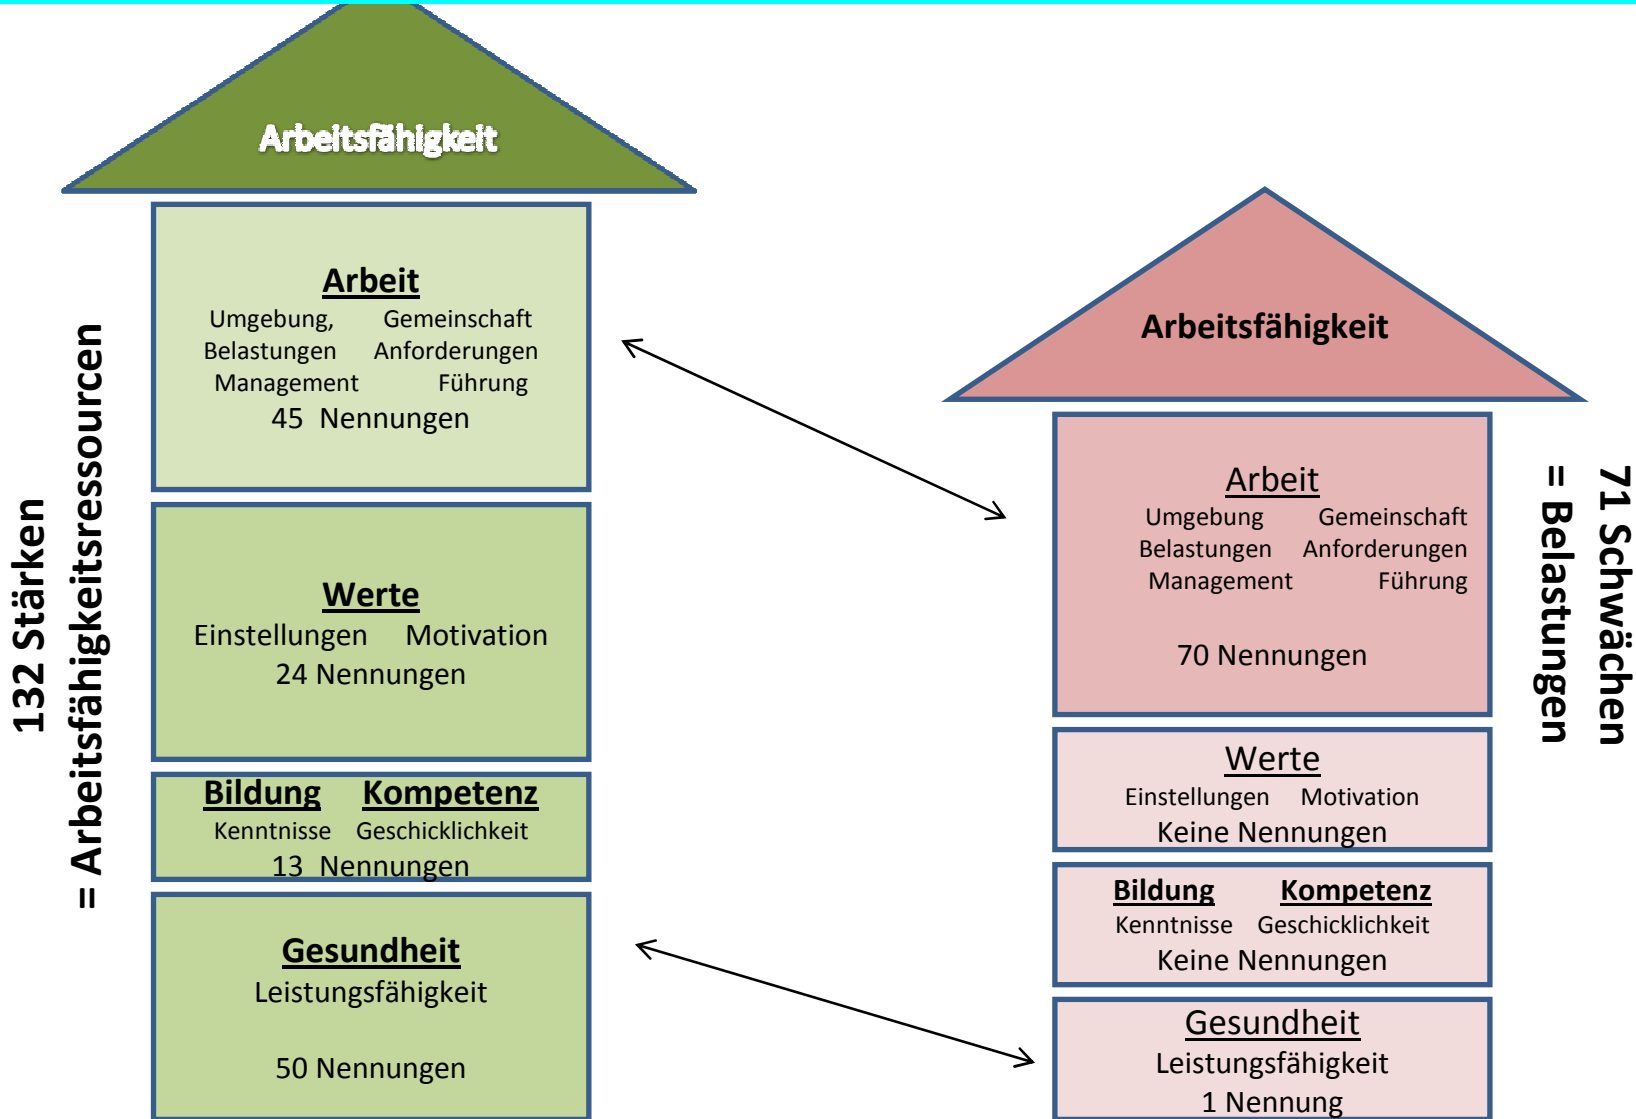 Arbeitsfähigkeit
132 Stärken
= Arbeitsfähigkeitsressourcen
Arbeit
Umgebung, Gemeinschaft
Belastungen Anforderungen
Management Führung
45 Nennungen
Werte
Einstellungen Motivation
24 Nennungen
Bildung Kompetenz
Kenntnisse Geschicklichkeit
13 Nennungen
Gesundheit
Leistungsfähigkeit
50 Nennungen
Arbeitsfähigkeit
Arbeit
Umgebung Gemeinschaft
Belastungen Anforderungen
Management Führung
70 Nennungen
Werte
Einstellungen Motivation
Keine Nennungen
Bildung Kompetenz
Kenntnisse Geschicklichkeit
Keine Nennungen
Gesundheit
Leistungsfähigkeit
1 Nennung
71 Schwächen
= Belastungen